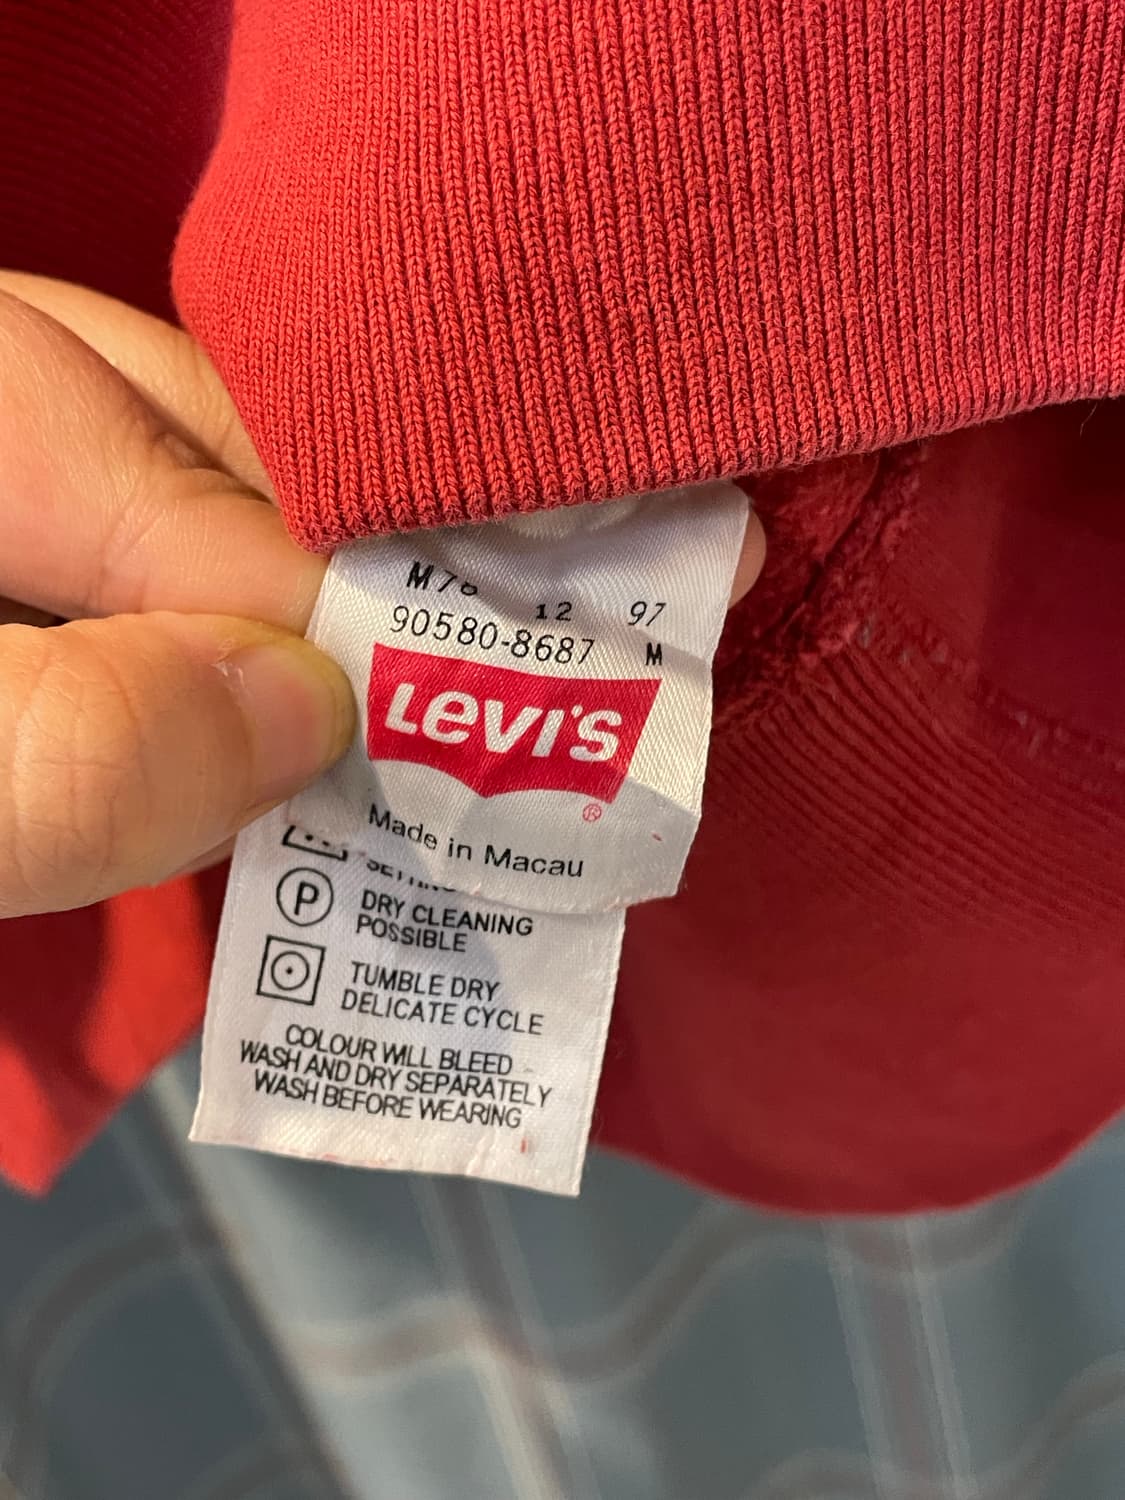 M78 12 97
90580-8687 M
Levi's
®
Made in Macau
P
DRY CLEANING
POSSIBLE
TUMBLE DRY
DELICATE CYCLE
COLOUR WILL BLEED
WASH AND DRY SEPARATELY
WASH BEFORE WEARING